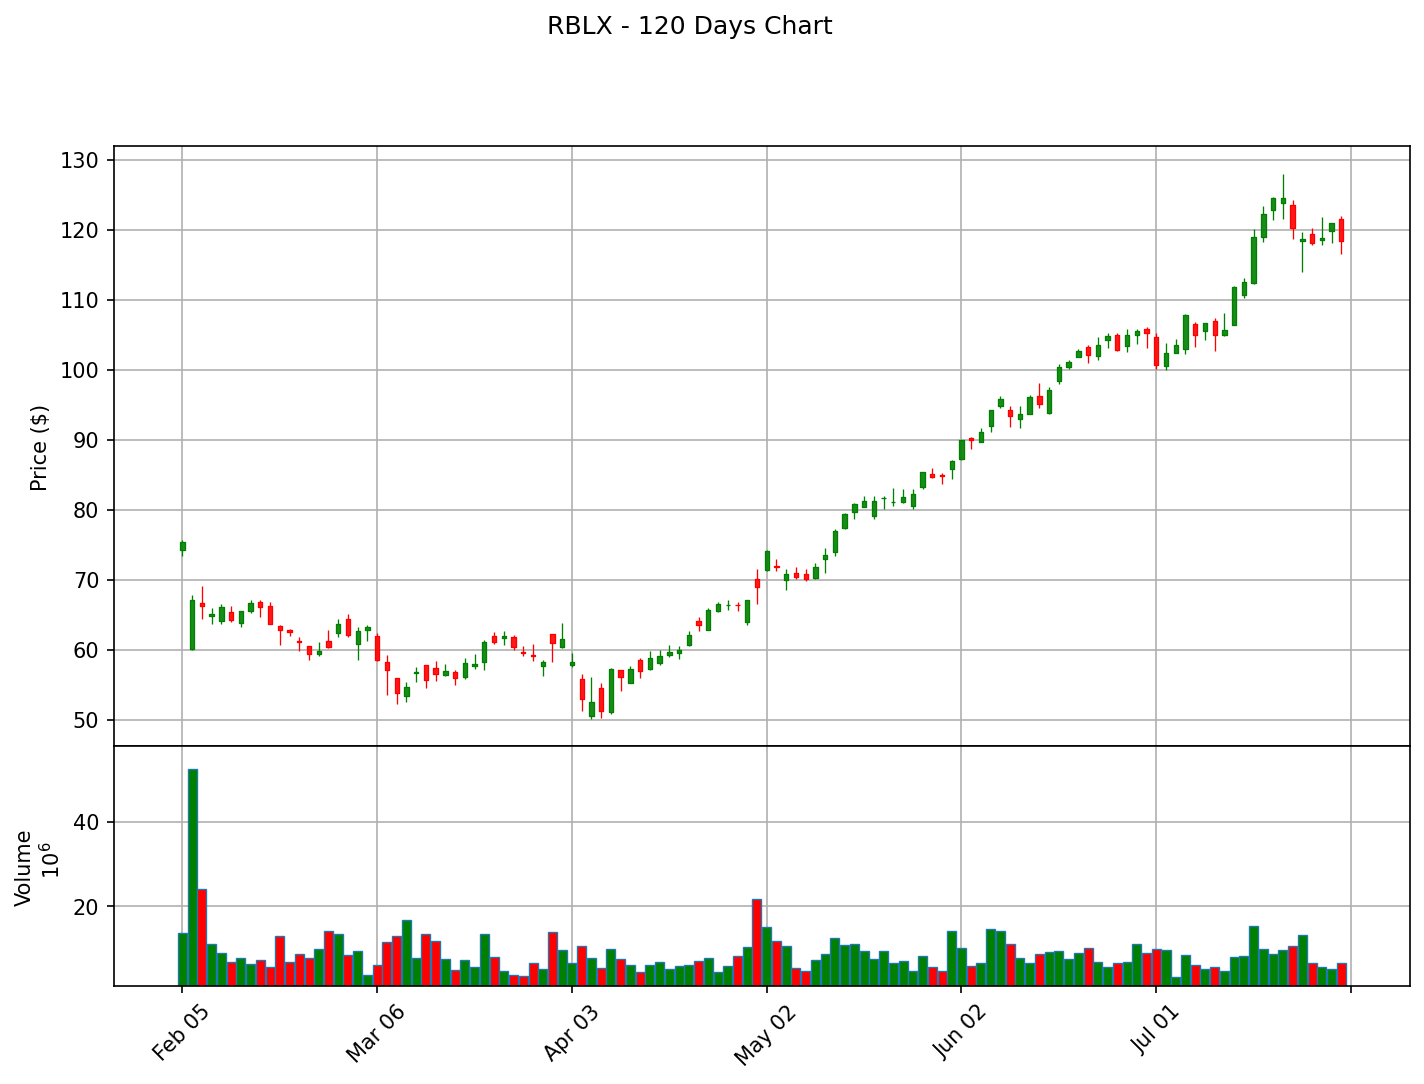 RBLX - 120 Days Chart
130
120
110
100
90
80
70
60
50
Price ($)
40
20
Volume
10⁶
Feb 05
Mar 06
Apr 03
May 02
Jun 02
Jul 01